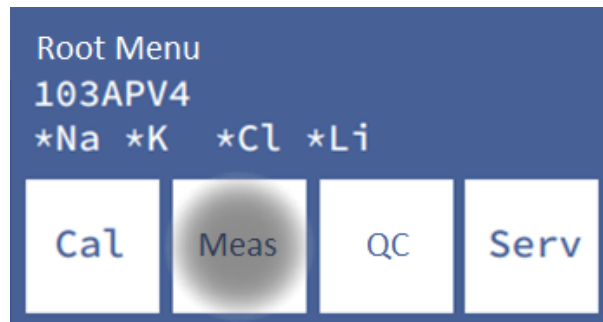 Root Menu
103APV4
*Na *K *Cl *Li
Cal Meas QC Serv